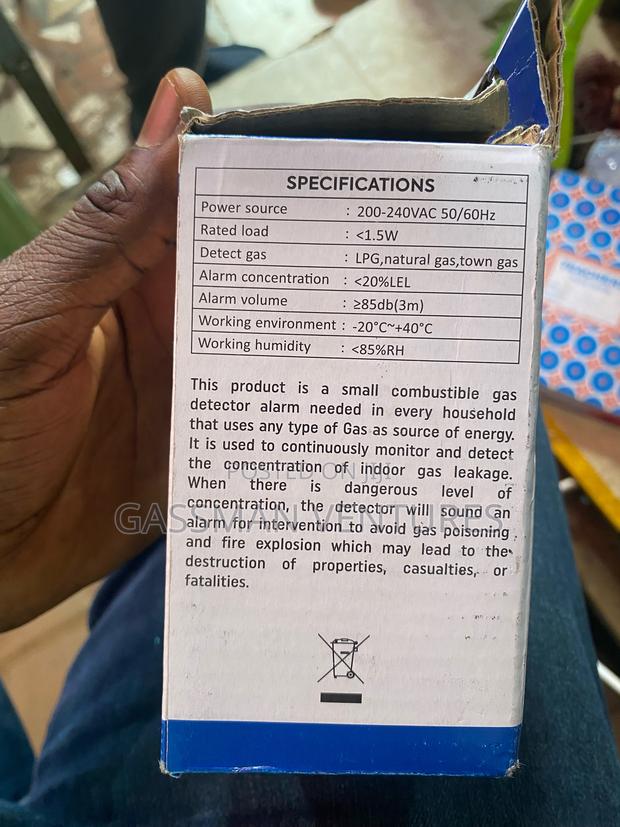 SPECIFICATIONS
Power source : 200-240VAC 50/60Hz
Rated load : <1.5W
Detect gas : LPG,natural gas,town gas
Alarm concentration : <20%LEL
Alarm volume : ≥85db(3m)
Working environment : -20°C~+40°C
Working humidity : <85%RH
This product is a small combustible gas
detector alarm needed in every household
that uses any type of Gas as source of energy.
It is used to continuously monitor and detect
the concentration of indoor gas leakage.
POSTED ON JIJI
When there is dangerous level of
concentration, the detector will sound an
GASSMAN VENTURES
alarm for intervention to avoid gas poisoning
and fire explosion which may lead to the
destruction of properties, casualties, or
fatalities.